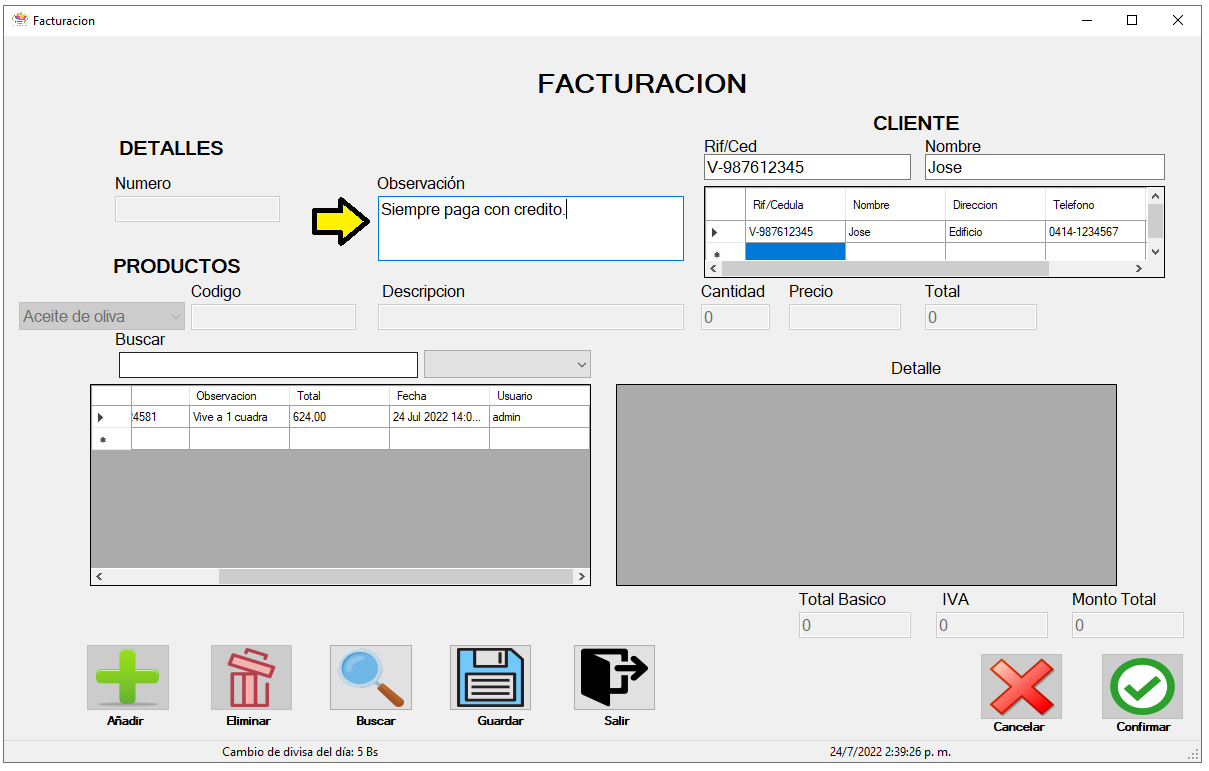 Facturacion
FACTURACION
CLIENTE
DETALLES
Rif/Ced
Nombre
V-987612345
Jose
Numero
Observación
Siempre paga con credito.
Rif/Cedula Nombre Direccion Telefono
V-987612345 Jose Edificio 0414-1234567
PRODUCTOS
Codigo
Descripcion
Cantidad
Precio
Total
Aceite de oliva
0
0
Buscar
Detalle
Observacion Total Fecha Usuario
4581 Vive a 1 cuadra 624,00 24 Jul 2022 14:0... admin
Total Basico
IVA
Monto Total
0
0
0
Añadir
Eliminar
Buscar
Guardar
Salir
Cancelar
Confirmar
Cambio de divisa del día: 5 Bs
24/7/2022 2:39:26 p. m.